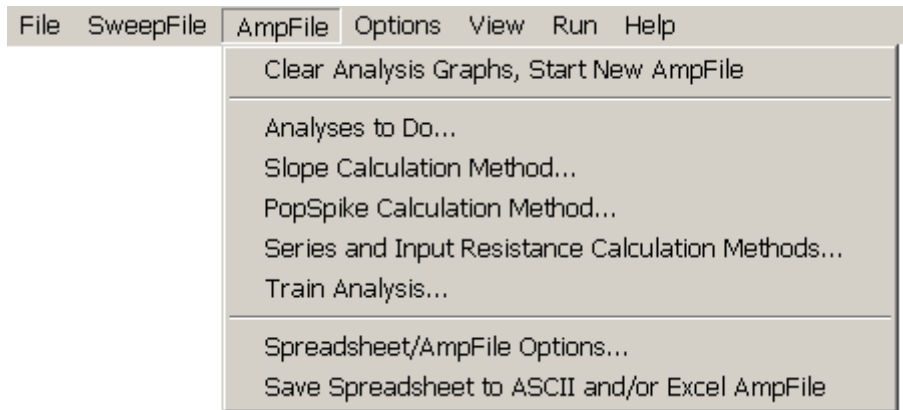 File SweepFile AmpFile Options View Run Help
Clear Analysis Graphs, Start New AmpFile
Analyses to Do...
Slope Calculation Method...
PopSpike Calculation Method...
Series and Input Resistance Calculation Methods...
Train Analysis...
Spreadsheet/AmpFile Options...
Save Spreadsheet to ASCII and/or Excel AmpFile